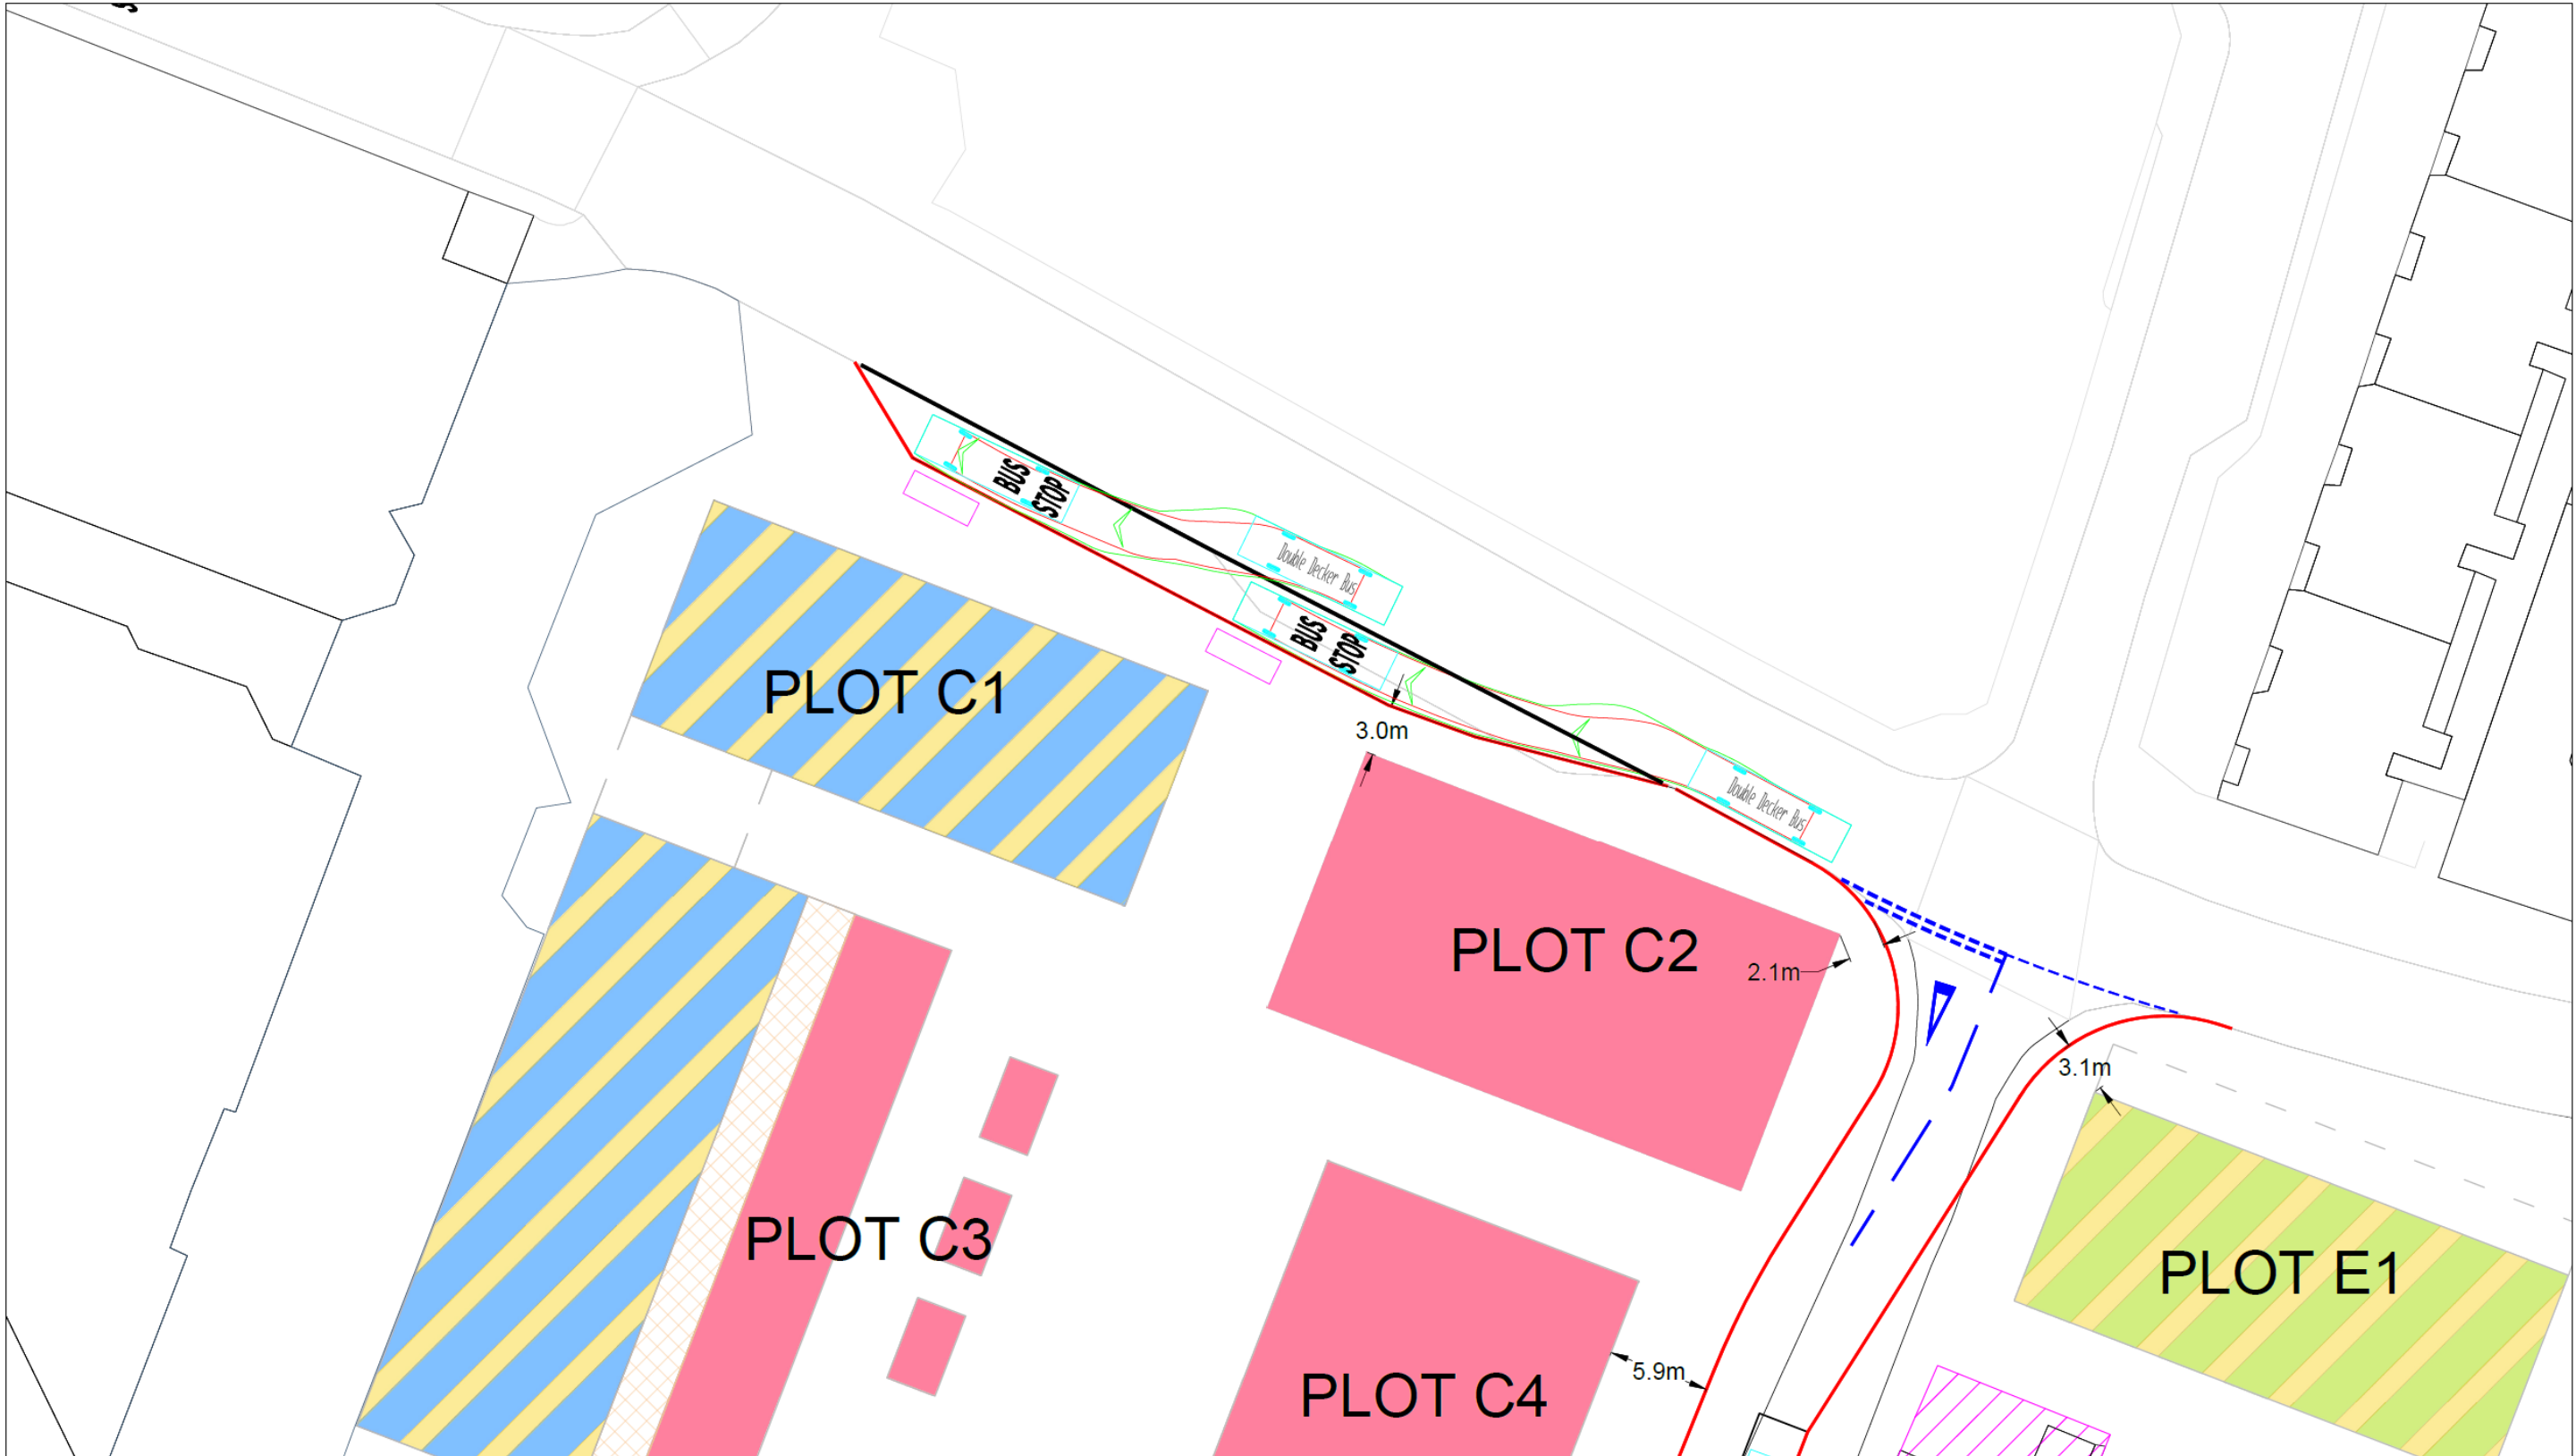 BUS
STOP
Double Decker Bus
BUS
STOP
PLOT C1
3.0m
Double Decker Bus
PLOT C2
2.1m
3.1m
PLOT C3
PLOT E1
5.9m
PLOT C4